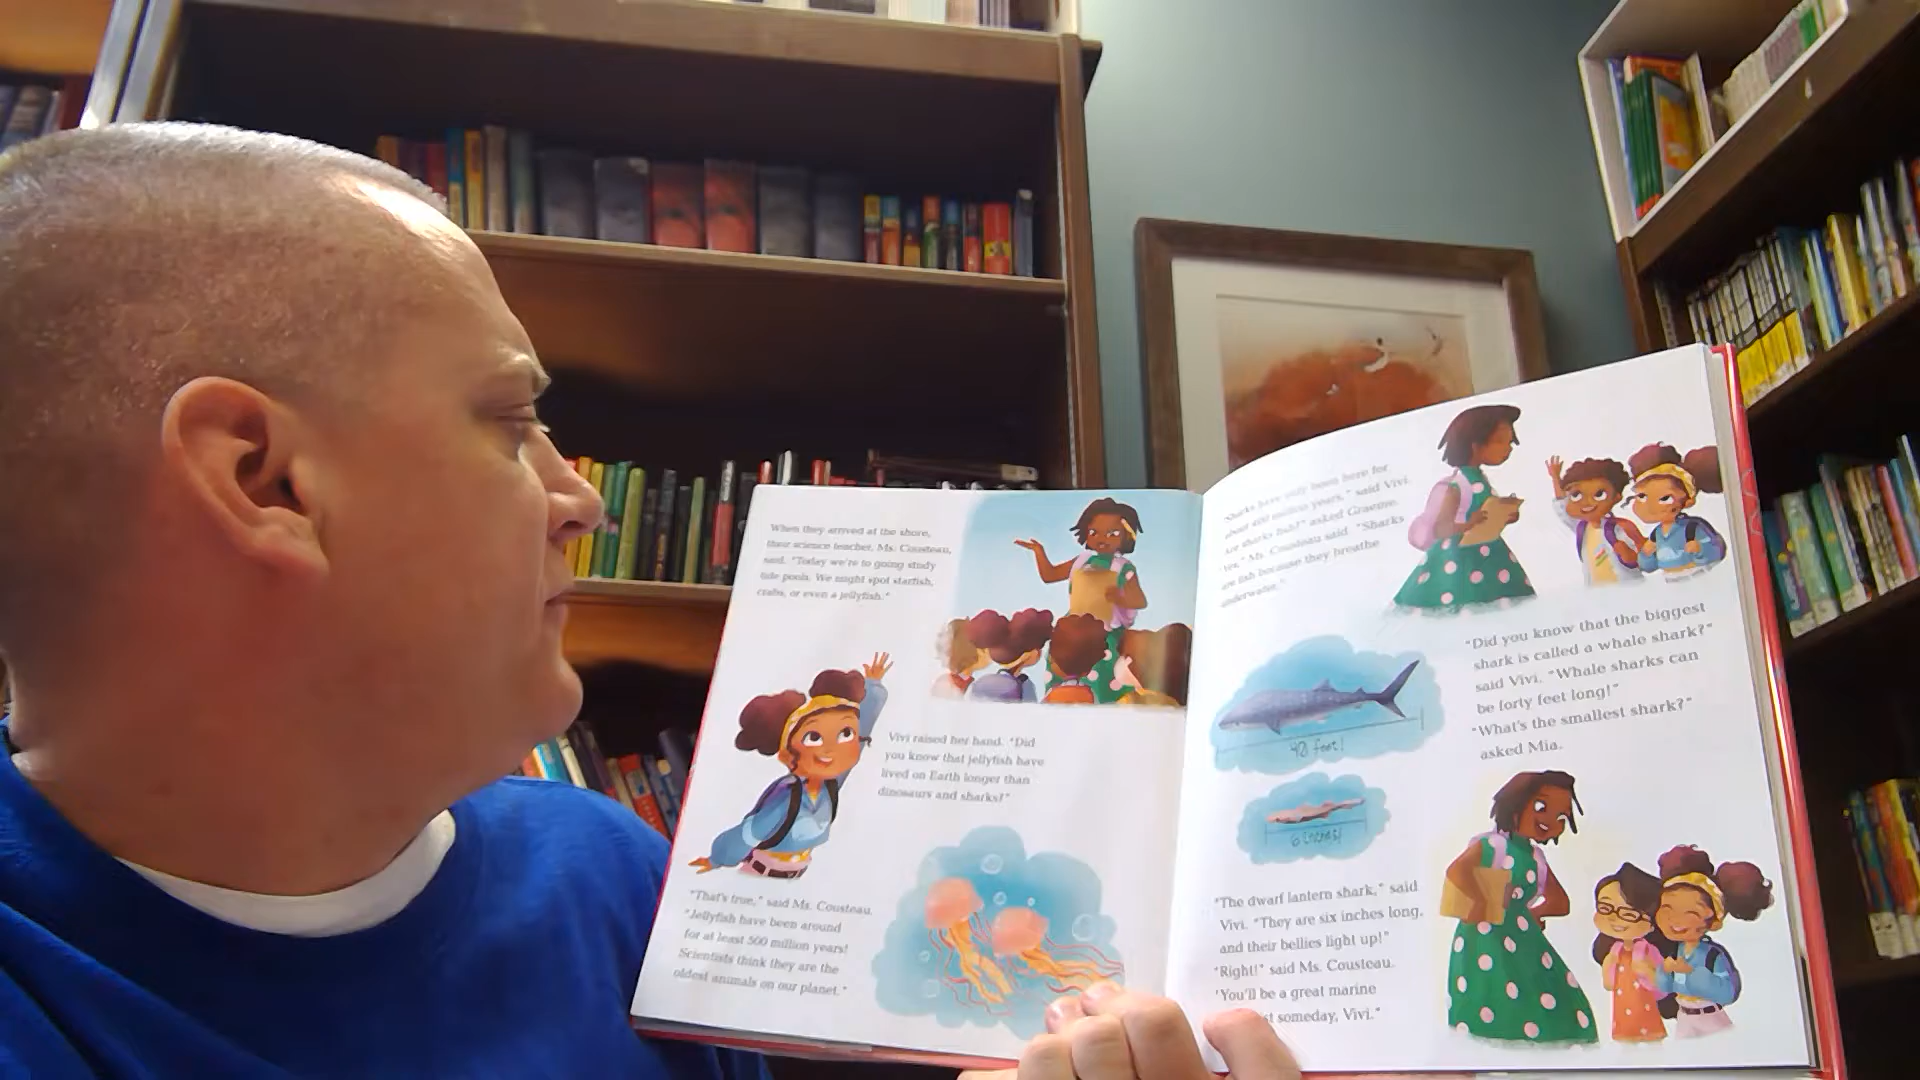 When they arrived at the shore,
their science teacher, Ms. Cousteau,
said, "Today we're to going study
tide pools. We might spot starfish,
crabs, or even a jellyfish."
Vivi raised her hand. "Did
you know that jellyfish have
lived on Earth longer than
dinosaurs and sharks?"
"That's true," said Ms. Cousteau.
"Jellyfish have been around
for at least 500 million years!
Scientists think they are the
oldest animals on our planet."
"Sharks have only been here for
about 400 million years," said Vivi.
"Are sharks fish?" asked Graeme.
"Yes," Ms. Cousteau said. "Sharks
are fish because they breathe
underwater."
"Did you know that the biggest
shark is called a whale shark?"
said Vivi. "Whale sharks can
be forty feet long!"
"What's the smallest shark?"
asked Mia.
feet!
6 inches!
"The dwarf lantern shark," said
Vivi. "They are six inches long,
and their bellies light up!"
"Right!" said Ms. Cousteau.
"You'll be a great marine
someday, Vivi."